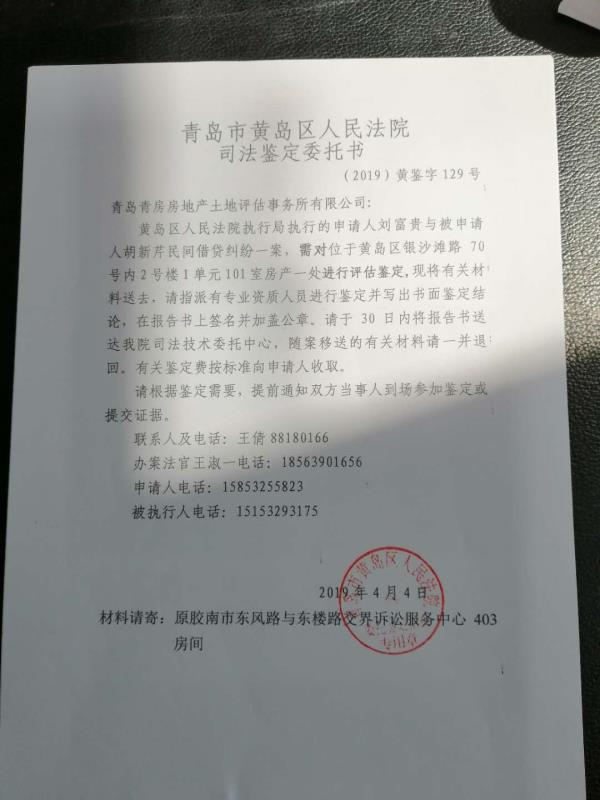 青岛市黄岛区人民法院
司法鉴定委托书
（2019）黄鉴字 129 号
青岛青房房地产土地评估事务所有限公司：
黄岛区人民法院执行局执行的申请人刘富贵与被申请
人胡新芹民间借贷纠纷一案，需对位于黄岛区银沙滩路 70
号内 2 号楼 1 单元 101 室房产一处进行评估鉴定，现将有关材
料送去，请指派有专业资质人员进行鉴定并写出书面鉴定结
论，在报告书上签名并加盖公章。请于 30 日内将报告书送
达我院司法技术委托中心，随案移送的有关材料请一并退
回。有关鉴定费按标准向申请人收取。
请根据鉴定需要，提前通知双方当事人到场参加鉴定或
提交证据。
联系人及电话：王倩 88180166
办案法官王淑一电话：18563901656
申请人电话：15853255823
被执行人电话：15153293175
2019 年 4 月 4 日
材料请寄：原胶南市东风路与东楼路交界诉讼服务中心 403
房间